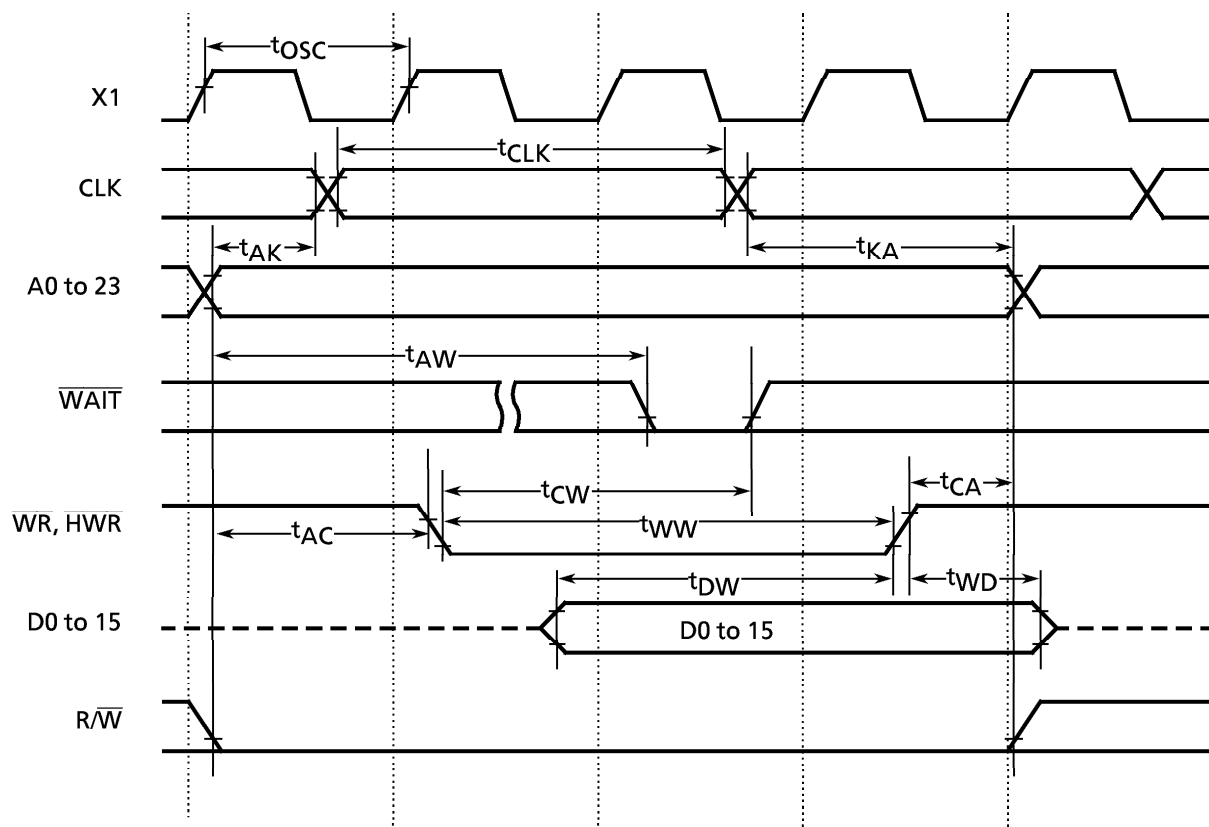 tOSC
X1
tCLK
CLK
tAK
tKA
A0 to 23
tAW
WAIT
tCW
tCA
WR, HWR
tAC
tWW
tDW
tWD
D0 to 15
D0 to 15
R/W